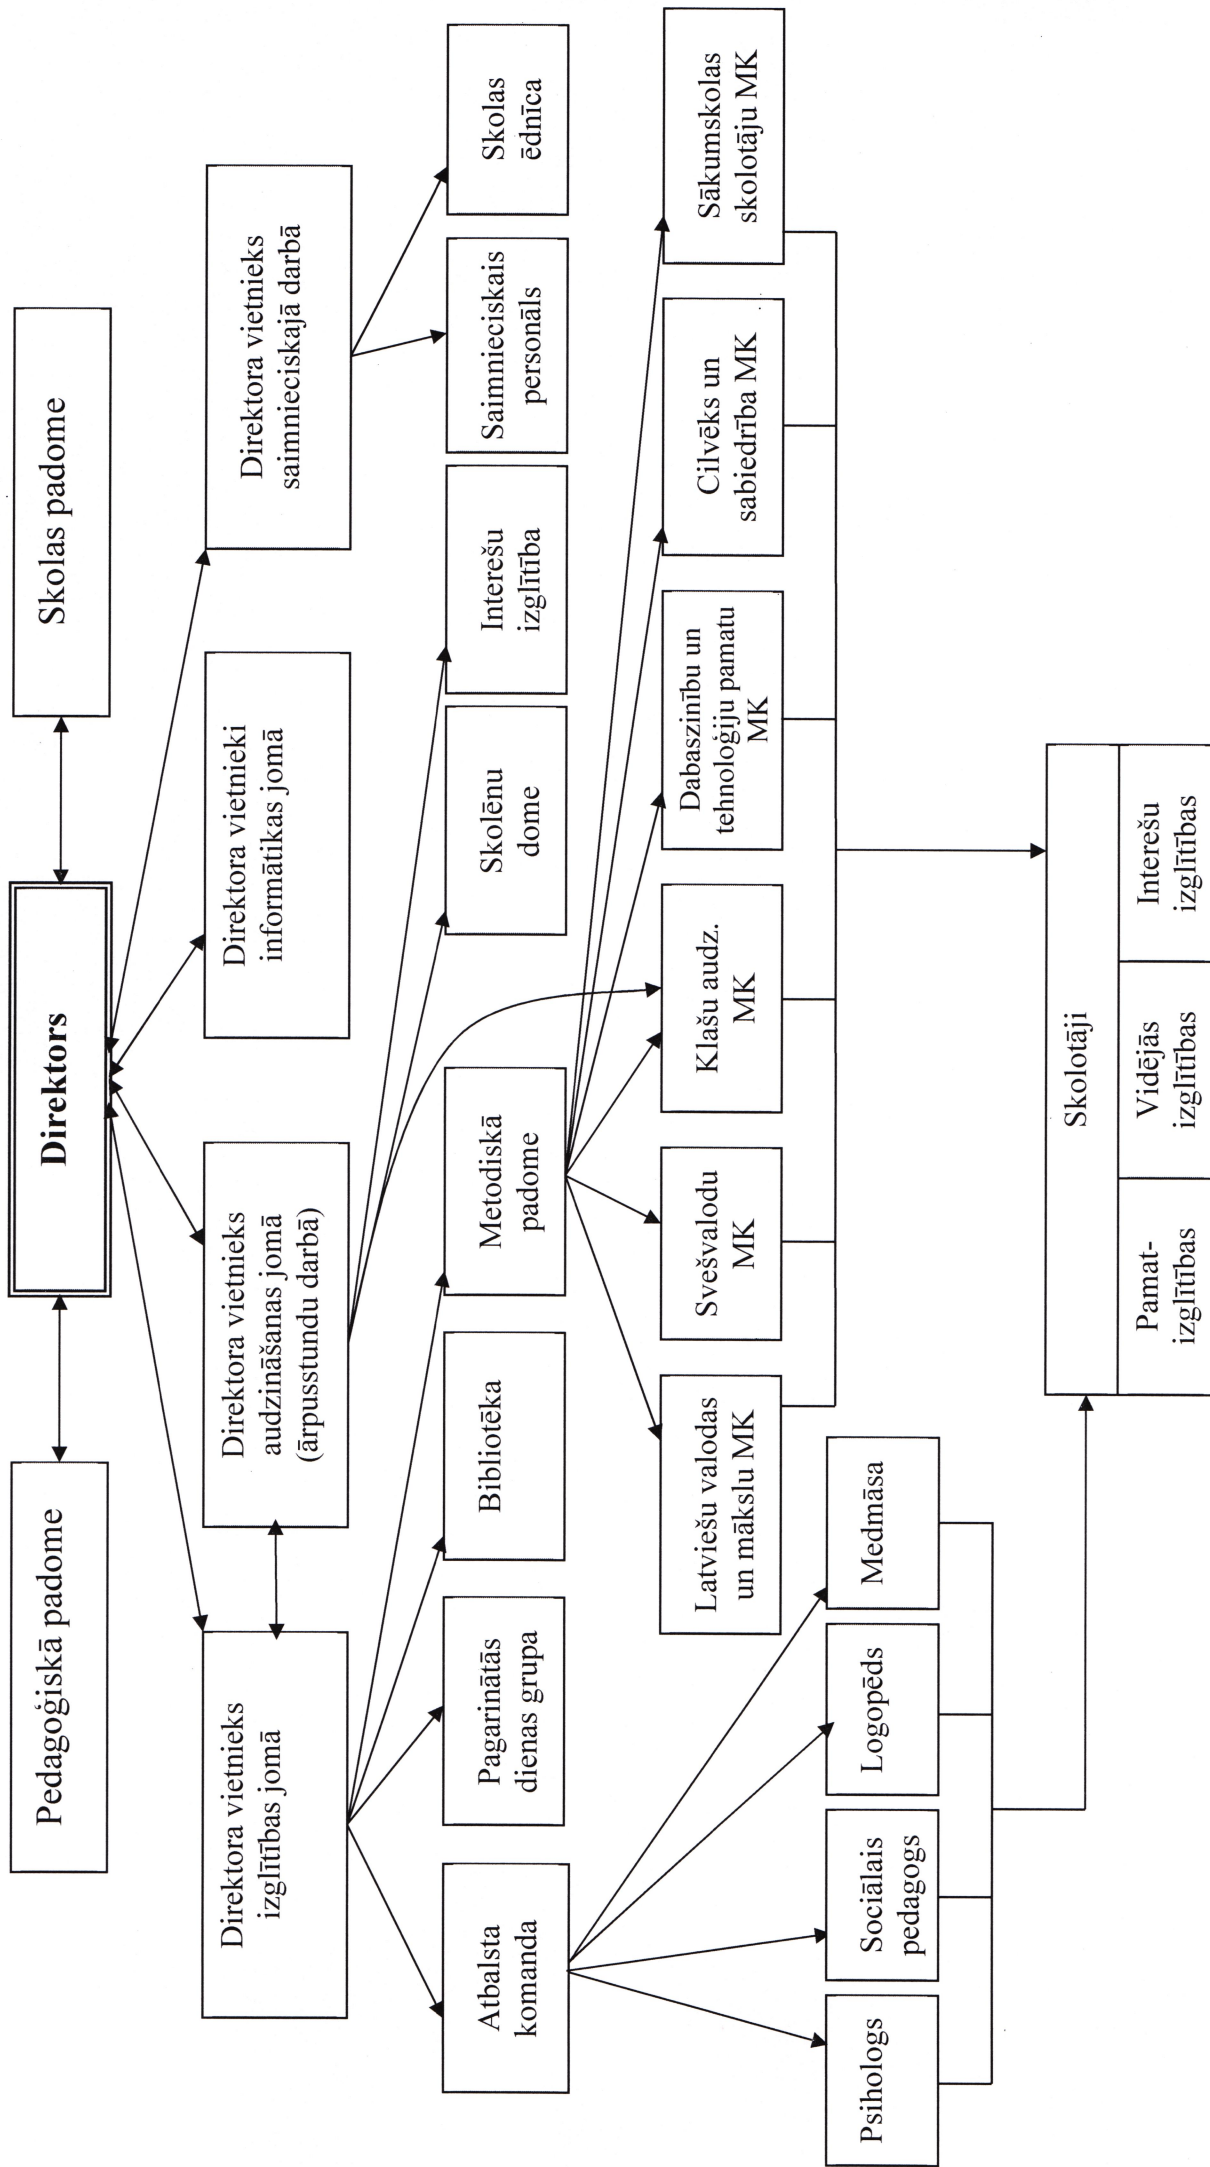 Pedagoģiskā padome
Direktors
Skolas padome
Direktora vietnieks
izglītības jomā
Direktora vietnieks
audzināšanas jomā
(ārpusstundu darbā)
Direktora vietnieki
informātikas jomā
Direktora vietnieks
saimnieciskajā darbā
Atbalsta
komanda
Pagarinātās
dienas grupa
Bibliotēka
Metodiskā
padome
Skolēnu
dome
Interešu
izglītība
Saimnieciskais
personāls
Skolas
ēdnīca
Latviešu valodas
un mākslu MK
Svešvalodu
MK
Klašu audz.
MK
Dabaszinību un
tehnoloģiju pamatu
MK
Cilvēks un
sabiedrība MK
Sākumskolas
skolotāju MK
Psihologs
Sociālais
pedagogs
Logopēds
Medmāsa
Skolotāji
Pamat-
izglītības
Vidējās
izglītības
Interešu
izglītības